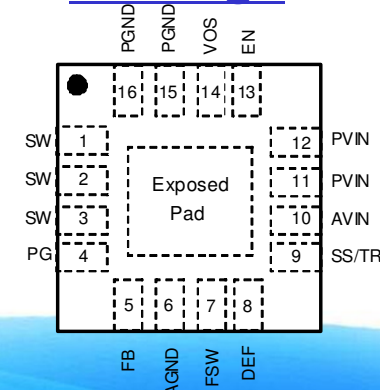 PGND PGND VOS EN
16 15 14 13
SW 1 12 PVIN
SW 2 11 PVIN
SW 3 10 AVIN
PG 4 9 SS/TR
Exposed
Pad
5 6 7 8
FB AGND FSW DEF